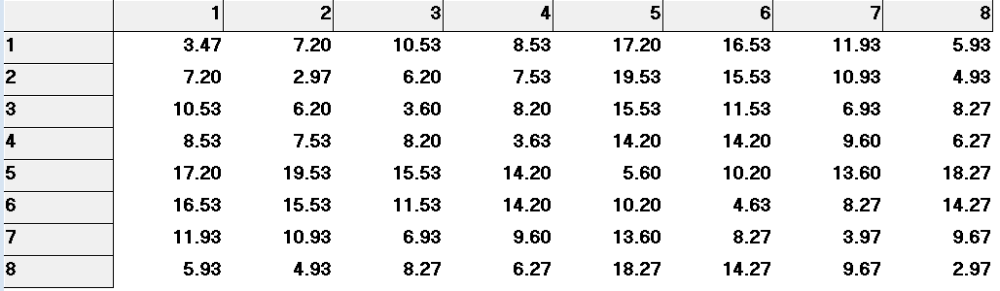 1 2 3 4 5 6 7 8
1 3.47 7.20 10.53 8.53 17.20 16.53 11.93 5.93
2 7.20 2.97 6.20 7.53 19.53 15.53 10.93 4.93
3 10.53 6.20 3.60 8.20 15.53 11.53 6.93 8.27
4 8.53 7.53 8.20 3.63 14.20 14.20 9.60 6.27
5 17.20 19.53 15.53 14.20 5.60 10.20 13.60 18.27
6 16.53 15.53 11.53 14.20 10.20 4.63 8.27 14.27
7 11.93 10.93 6.93 9.60 13.60 8.27 3.97 9.67
8 5.93 4.93 8.27 6.27 18.27 14.27 9.67 2.97